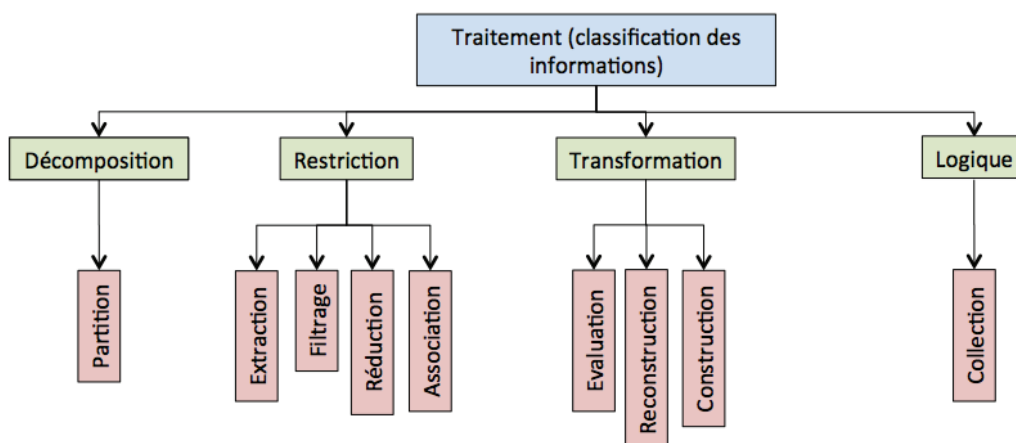 Traitement (classification des
informations)
Décomposition
Restriction
Transformation
Logique
Partition
Extraction
Filtrage
Réduction
Association
Evaluation
Reconstruction
Construction
Collection